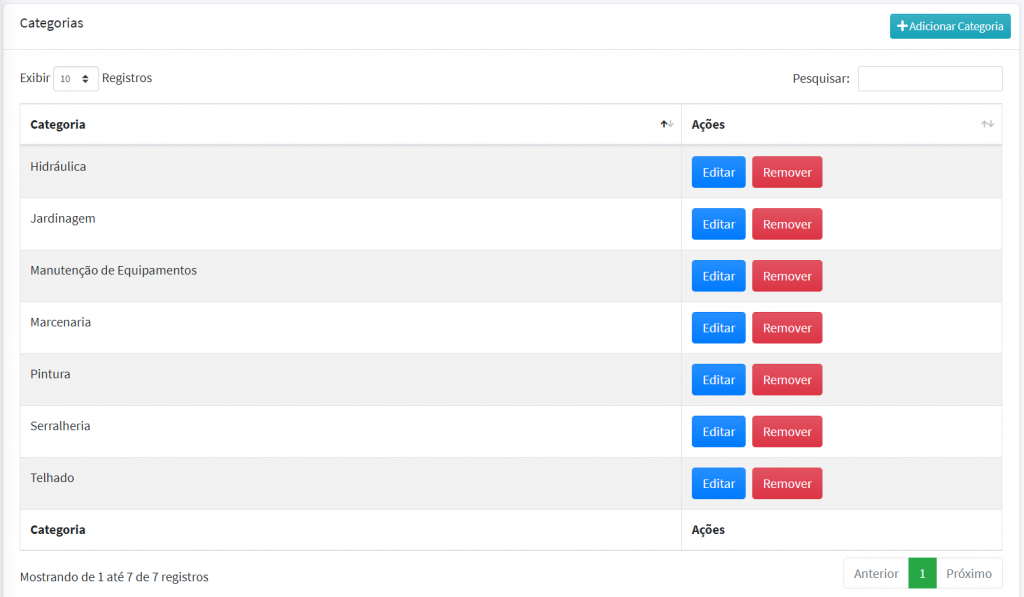 Categorias
Adicionar Categoria
Exibir 10 Registros
Pesquisar:
Categoria Ações
Hidráulica Editar Remover
Jardinagem Editar Remover
Manutenção de Equipamentos Editar Remover
Marcenaria Editar Remover
Pintura Editar Remover
Serralheria Editar Remover
Telhado Editar Remover
Categoria Ações
Mostrando de 1 até 7 de 7 registros
Anterior 1 Próximo